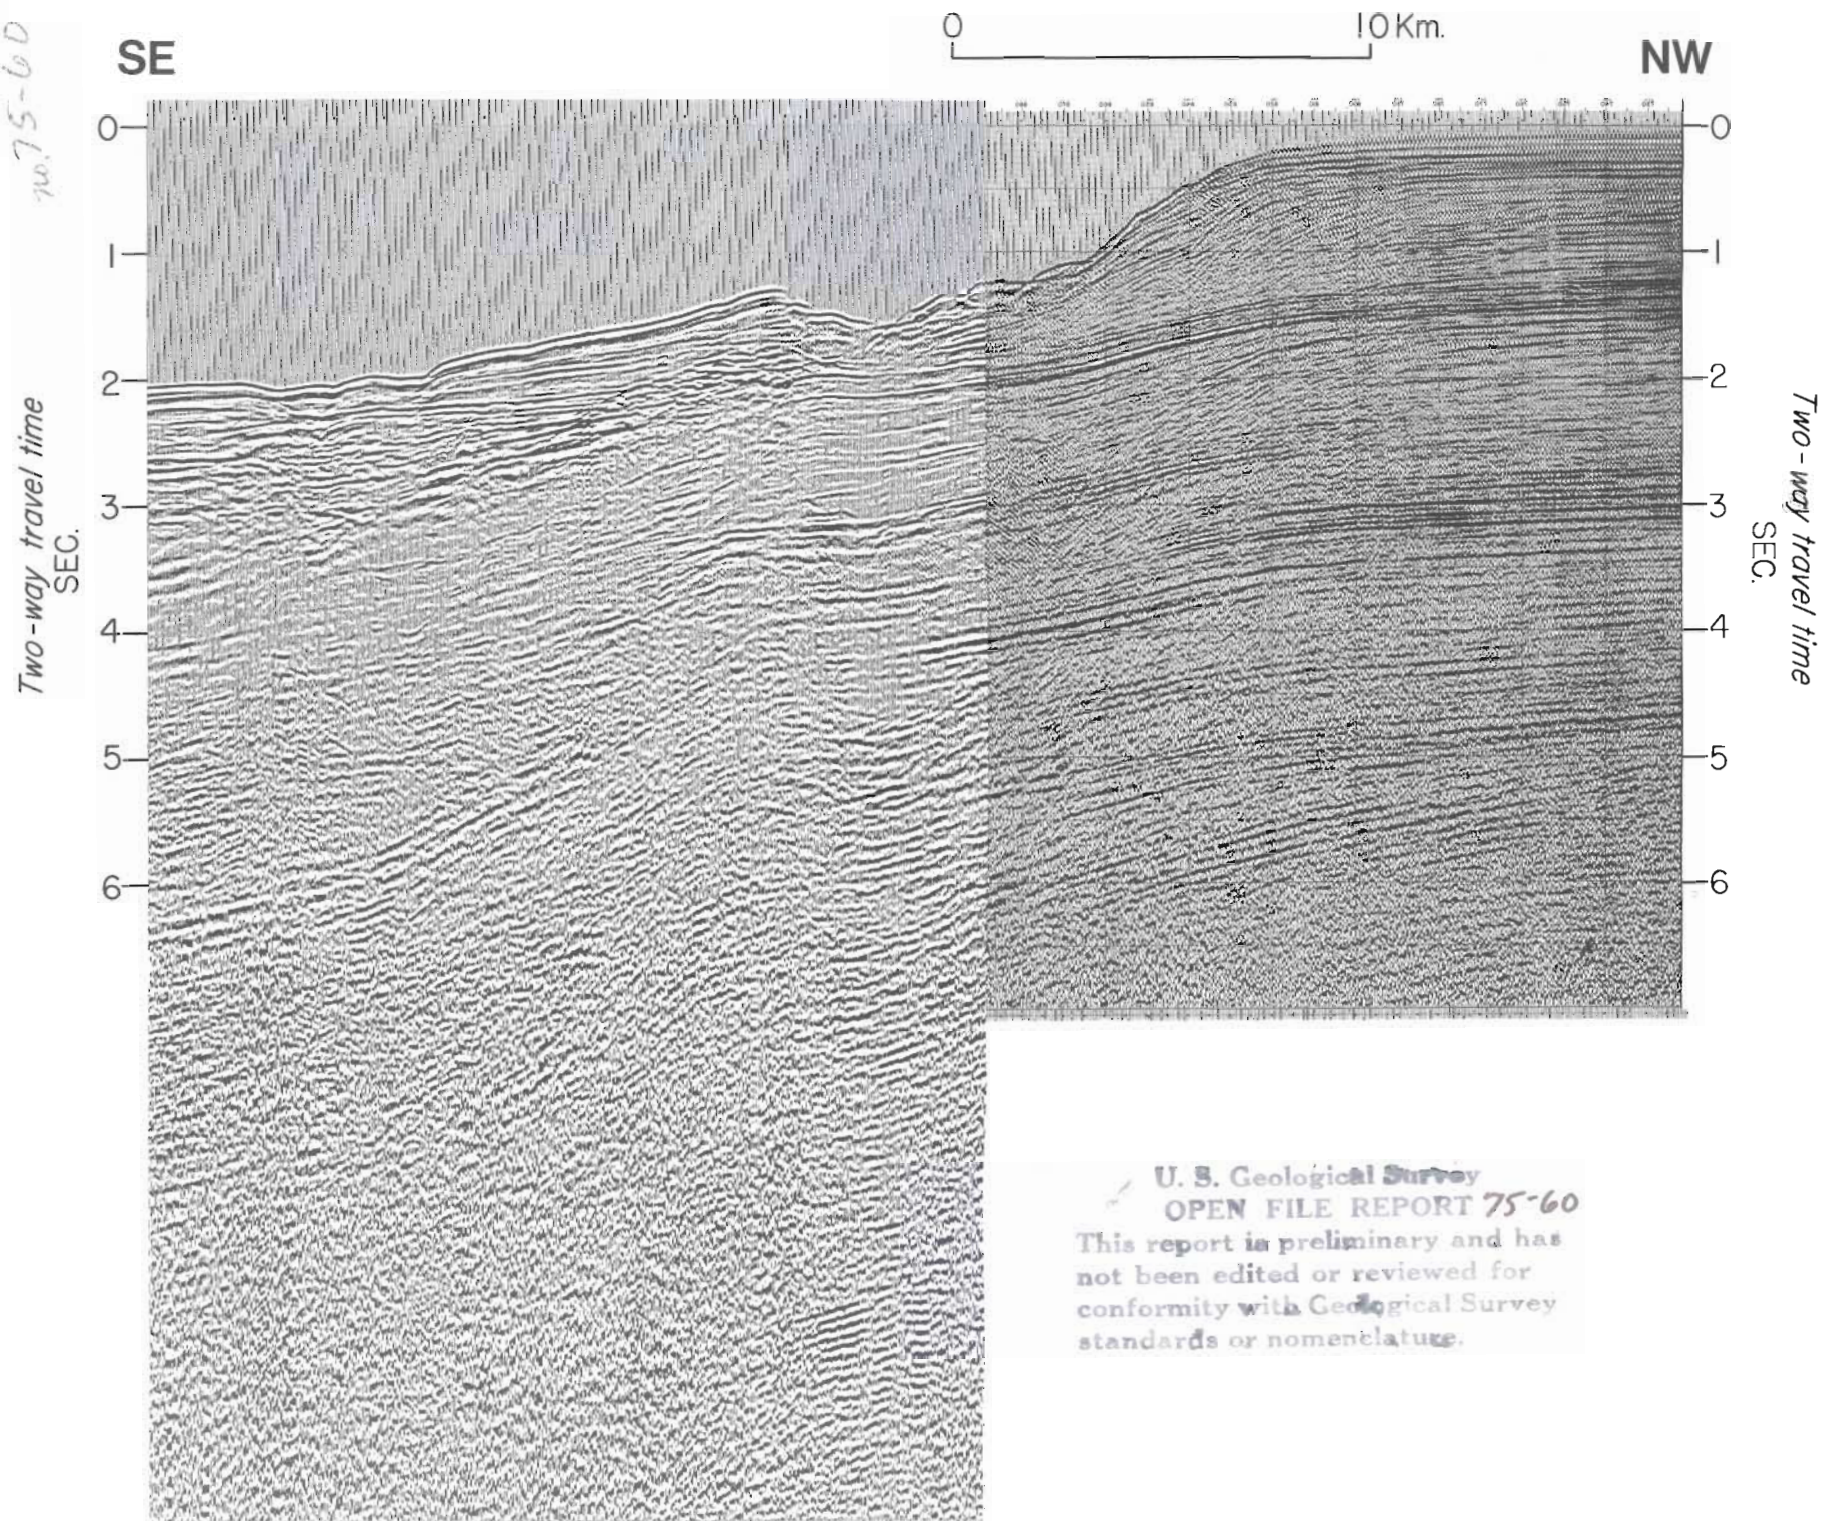 0 10 Km.
SE
NW
no. 75-60
0
1
2
3
4
5
6
Two-way travel time
SEC.
0
1
2
3
4
5
6
Two-way travel time
SEC.
U. S. Geological Survey
OPEN FILE REPORT 75-60
This report is preliminary and has
not been edited or reviewed for
conformity with Geological Survey
standards or nomenclature.